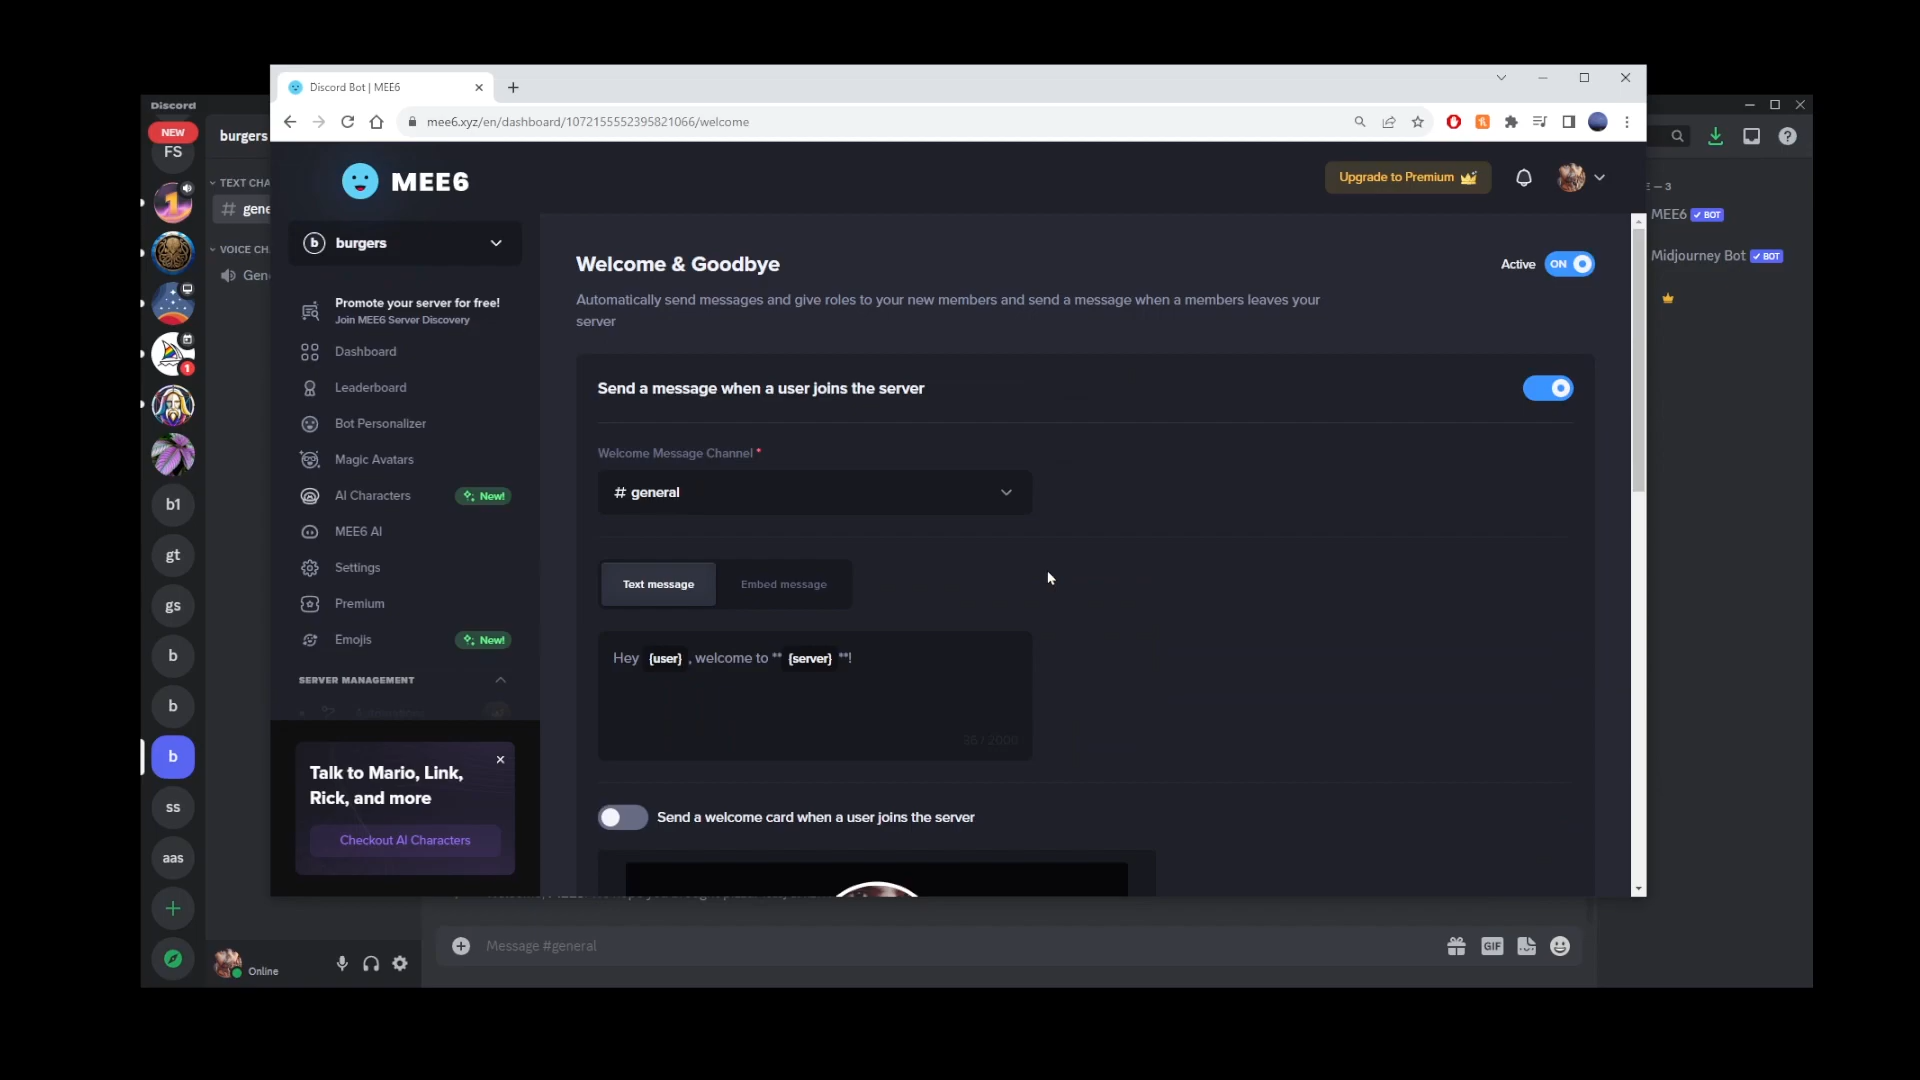 Discord
NEW
FS
1
b1
gt
gs
b
b
b
ss
aas
burgers
TEXT CHA
# gene
VOICE CH
Gen
Online
Discord Bot | MEE6
mee6.xyz/en/dashboard/1072155552395821066/welcome
MEE6
Upgrade to Premium
b burgers
Promote your server for free!
Join MEE6 Server Discovery
Dashboard
Leaderboard
Bot Personalizer
Magic Avatars
AI Characters New!
MEE6 AI
Settings
Premium
Emojis New!
SERVER MANAGEMENT
Talk to Mario, Link,
Rick, and more
Checkout AI Characters
Welcome & Goodbye
Active ON
Automatically send messages and give roles to your new members and send a message when a members leaves your
server
Send a message when a user joins the server
Welcome Message Channel *
# general
Text message Embed message
Hey {user} , welcome to ** {server} **!
/ 2000
Send a welcome card when a user joins the server
Message #general
GIF
E — 3
MEE6 BOT
Midjourney Bot BOT